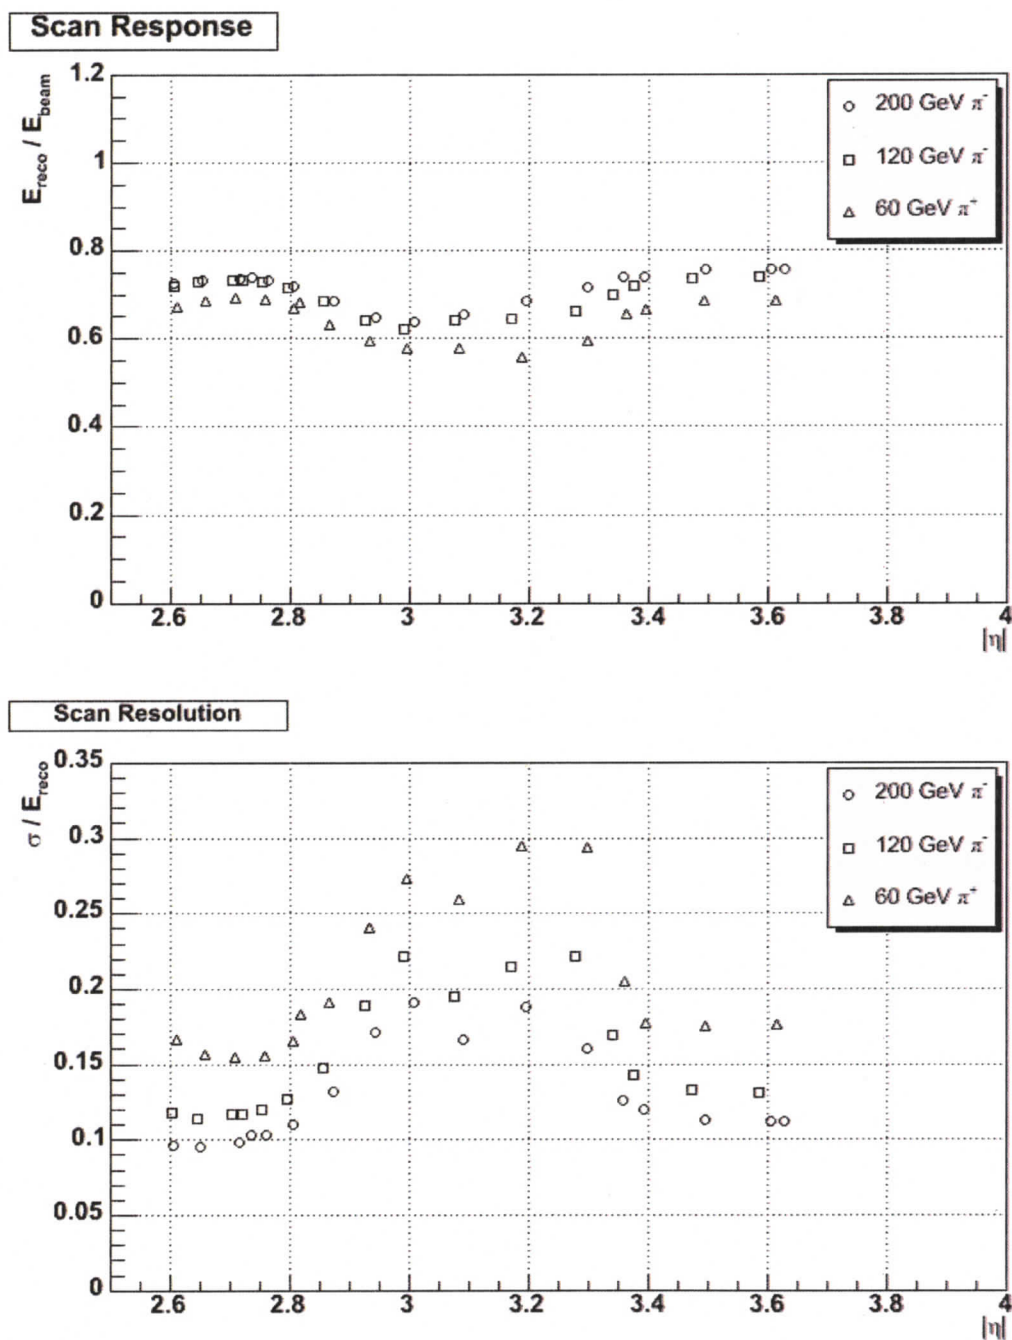 Scan Response
E_reco / E_beam
1.2
1
0.8
0.6
0.4
0.2
0
2.6 2.8 3 3.2 3.4 3.6 3.8 4
|η|
200 GeV π⁻
120 GeV π⁻
60 GeV π⁺
Scan Resolution
σ / E_reco
0.35
0.3
0.25
0.2
0.15
0.1
0.05
0
2.6 2.8 3 3.2 3.4 3.6 3.8 4
|η|
200 GeV π⁻
120 GeV π⁻
60 GeV π⁺